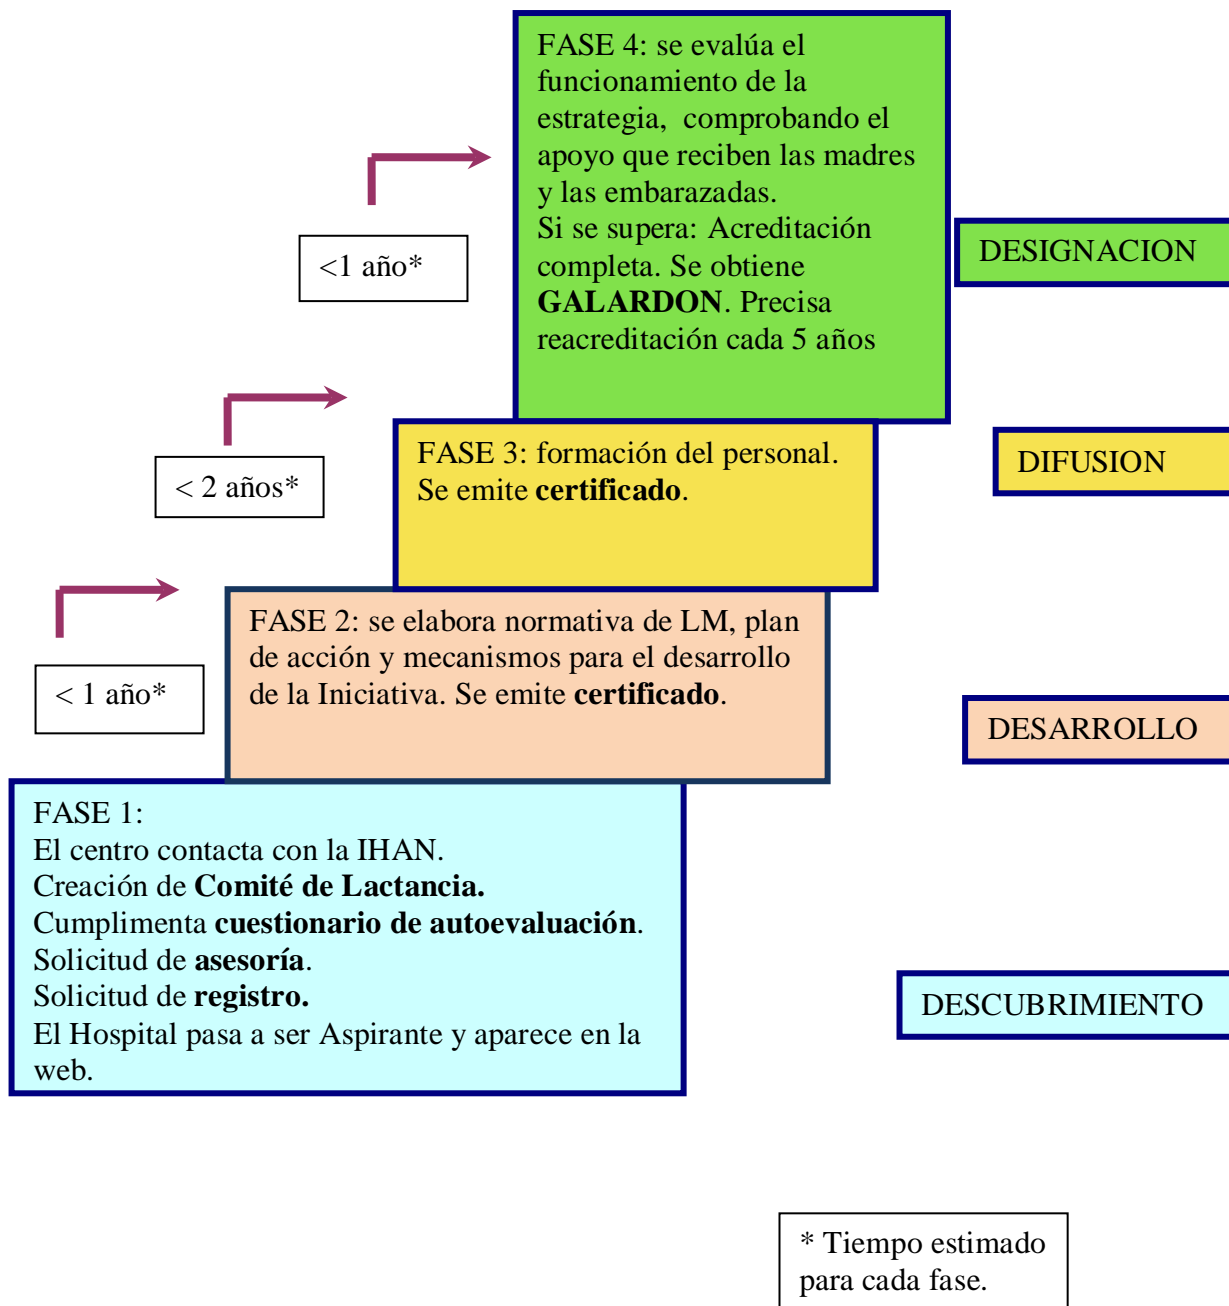 FASE 4: se evalúa el
funcionamiento de la
estrategia, comprobando el
apoyo que reciben las madres
y las embarazadas.
Si se supera: Acreditación
completa. Se obtiene
GALARDON. Precisa
reacreditación cada 5 años
<1 año*
DESIGNACION
FASE 3: formación del personal.
Se emite certificado.
< 2 años*
DIFUSION
FASE 2: se elabora normativa de LM, plan
de acción y mecanismos para el desarrollo
de la Iniciativa. Se emite certificado.
< 1 año*
DESARROLLO
FASE 1:
El centro contacta con la IHAN.
Creación de Comité de Lactancia.
Cumplimenta cuestionario de autoevaluación.
Solicitud de asesoría.
Solicitud de registro.
El Hospital pasa a ser Aspirante y aparece en la
web.
DESCUBRIMIENTO
* Tiempo estimado
para cada fase.